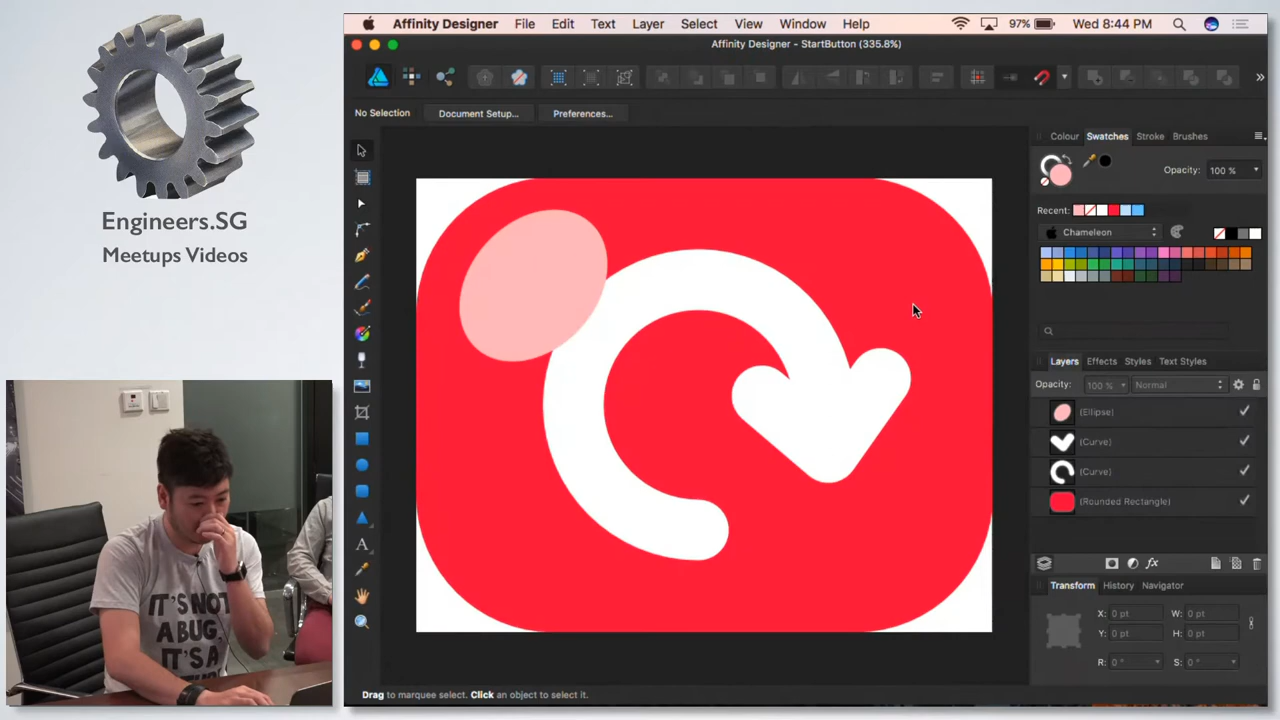 Engineers.SG
Meetups Videos
IT'S NOT
A BUG,
IT'S A
Affinity Designer File Edit Text Layer Select View Window Help 97% Wed 8:44 PM
Affinity Designer - StartButton (335.8%)
No Selection Document Setup... Preferences...
Colour Swatches Stroke Brushes
Opacity: 100 %
Recent:
Chameleon
Layers Effects Styles Text Styles
Opacity: 100 % Normal
(Ellipse)
(Curve)
(Curve)
(Rounded Rectangle)
fx
Transform History Navigator
X: 0 pt W: 0 pt
Y: 0 pt H: 0 pt
R: 0 ° S: 0 °
A
Drag to marquee select. Click an object to select it.